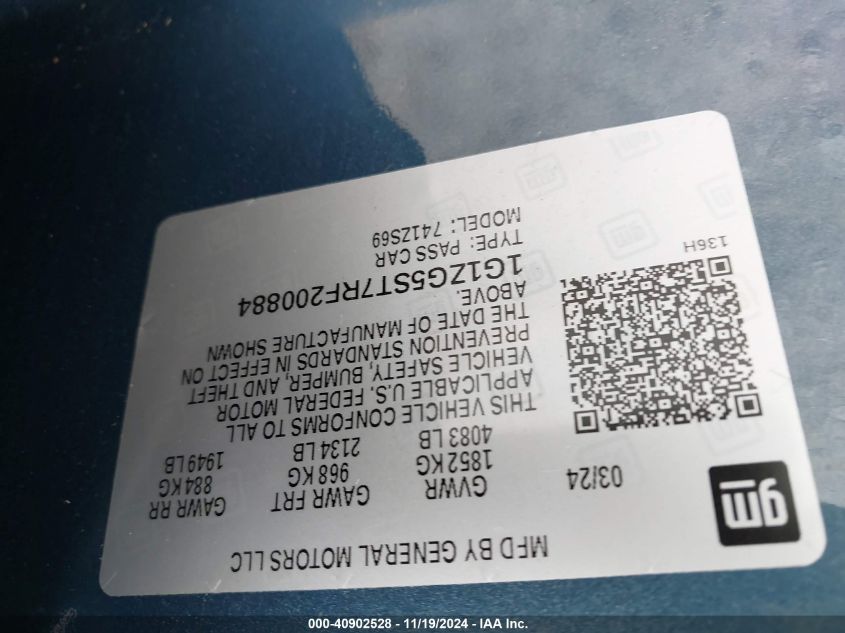 gm
MFD BY GENERAL MOTORS LLC
03/24
GVWR
1852 KG
4083 LB
GAWR FRT
968 KG
2134 LB
GAWR RR
884 KG
1949 LB
THIS VEHICLE CONFORMS TO ALL
APPLICABLE U.S. FEDERAL MOTOR
VEHICLE SAFETY, BUMPER, AND THEFT
PREVENTION STANDARDS IN EFFECT ON
THE DATE OF MANUFACTURE SHOWN
ABOVE.
1G1ZG5ST7RF200884
TYPE: PASS CAR
MODEL: 741ZS69
136H
000-40902528 - 11/19/2024 - IAA Inc.